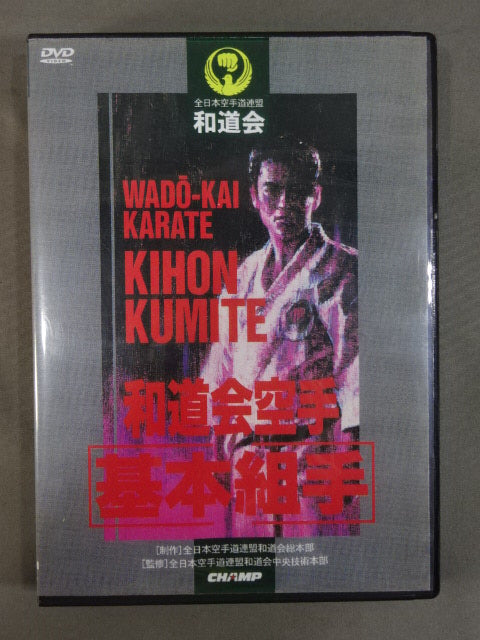 DVD
VIDEO
全日本空手道連盟
和道会
WADŌ-KAI
KARATE
KIHON
KUMITE
和道会空手
基本組手
[制作]全日本空手道連盟和道会総本部
[監修]全日本空手道連盟和道会中央技術本部
CHAMP